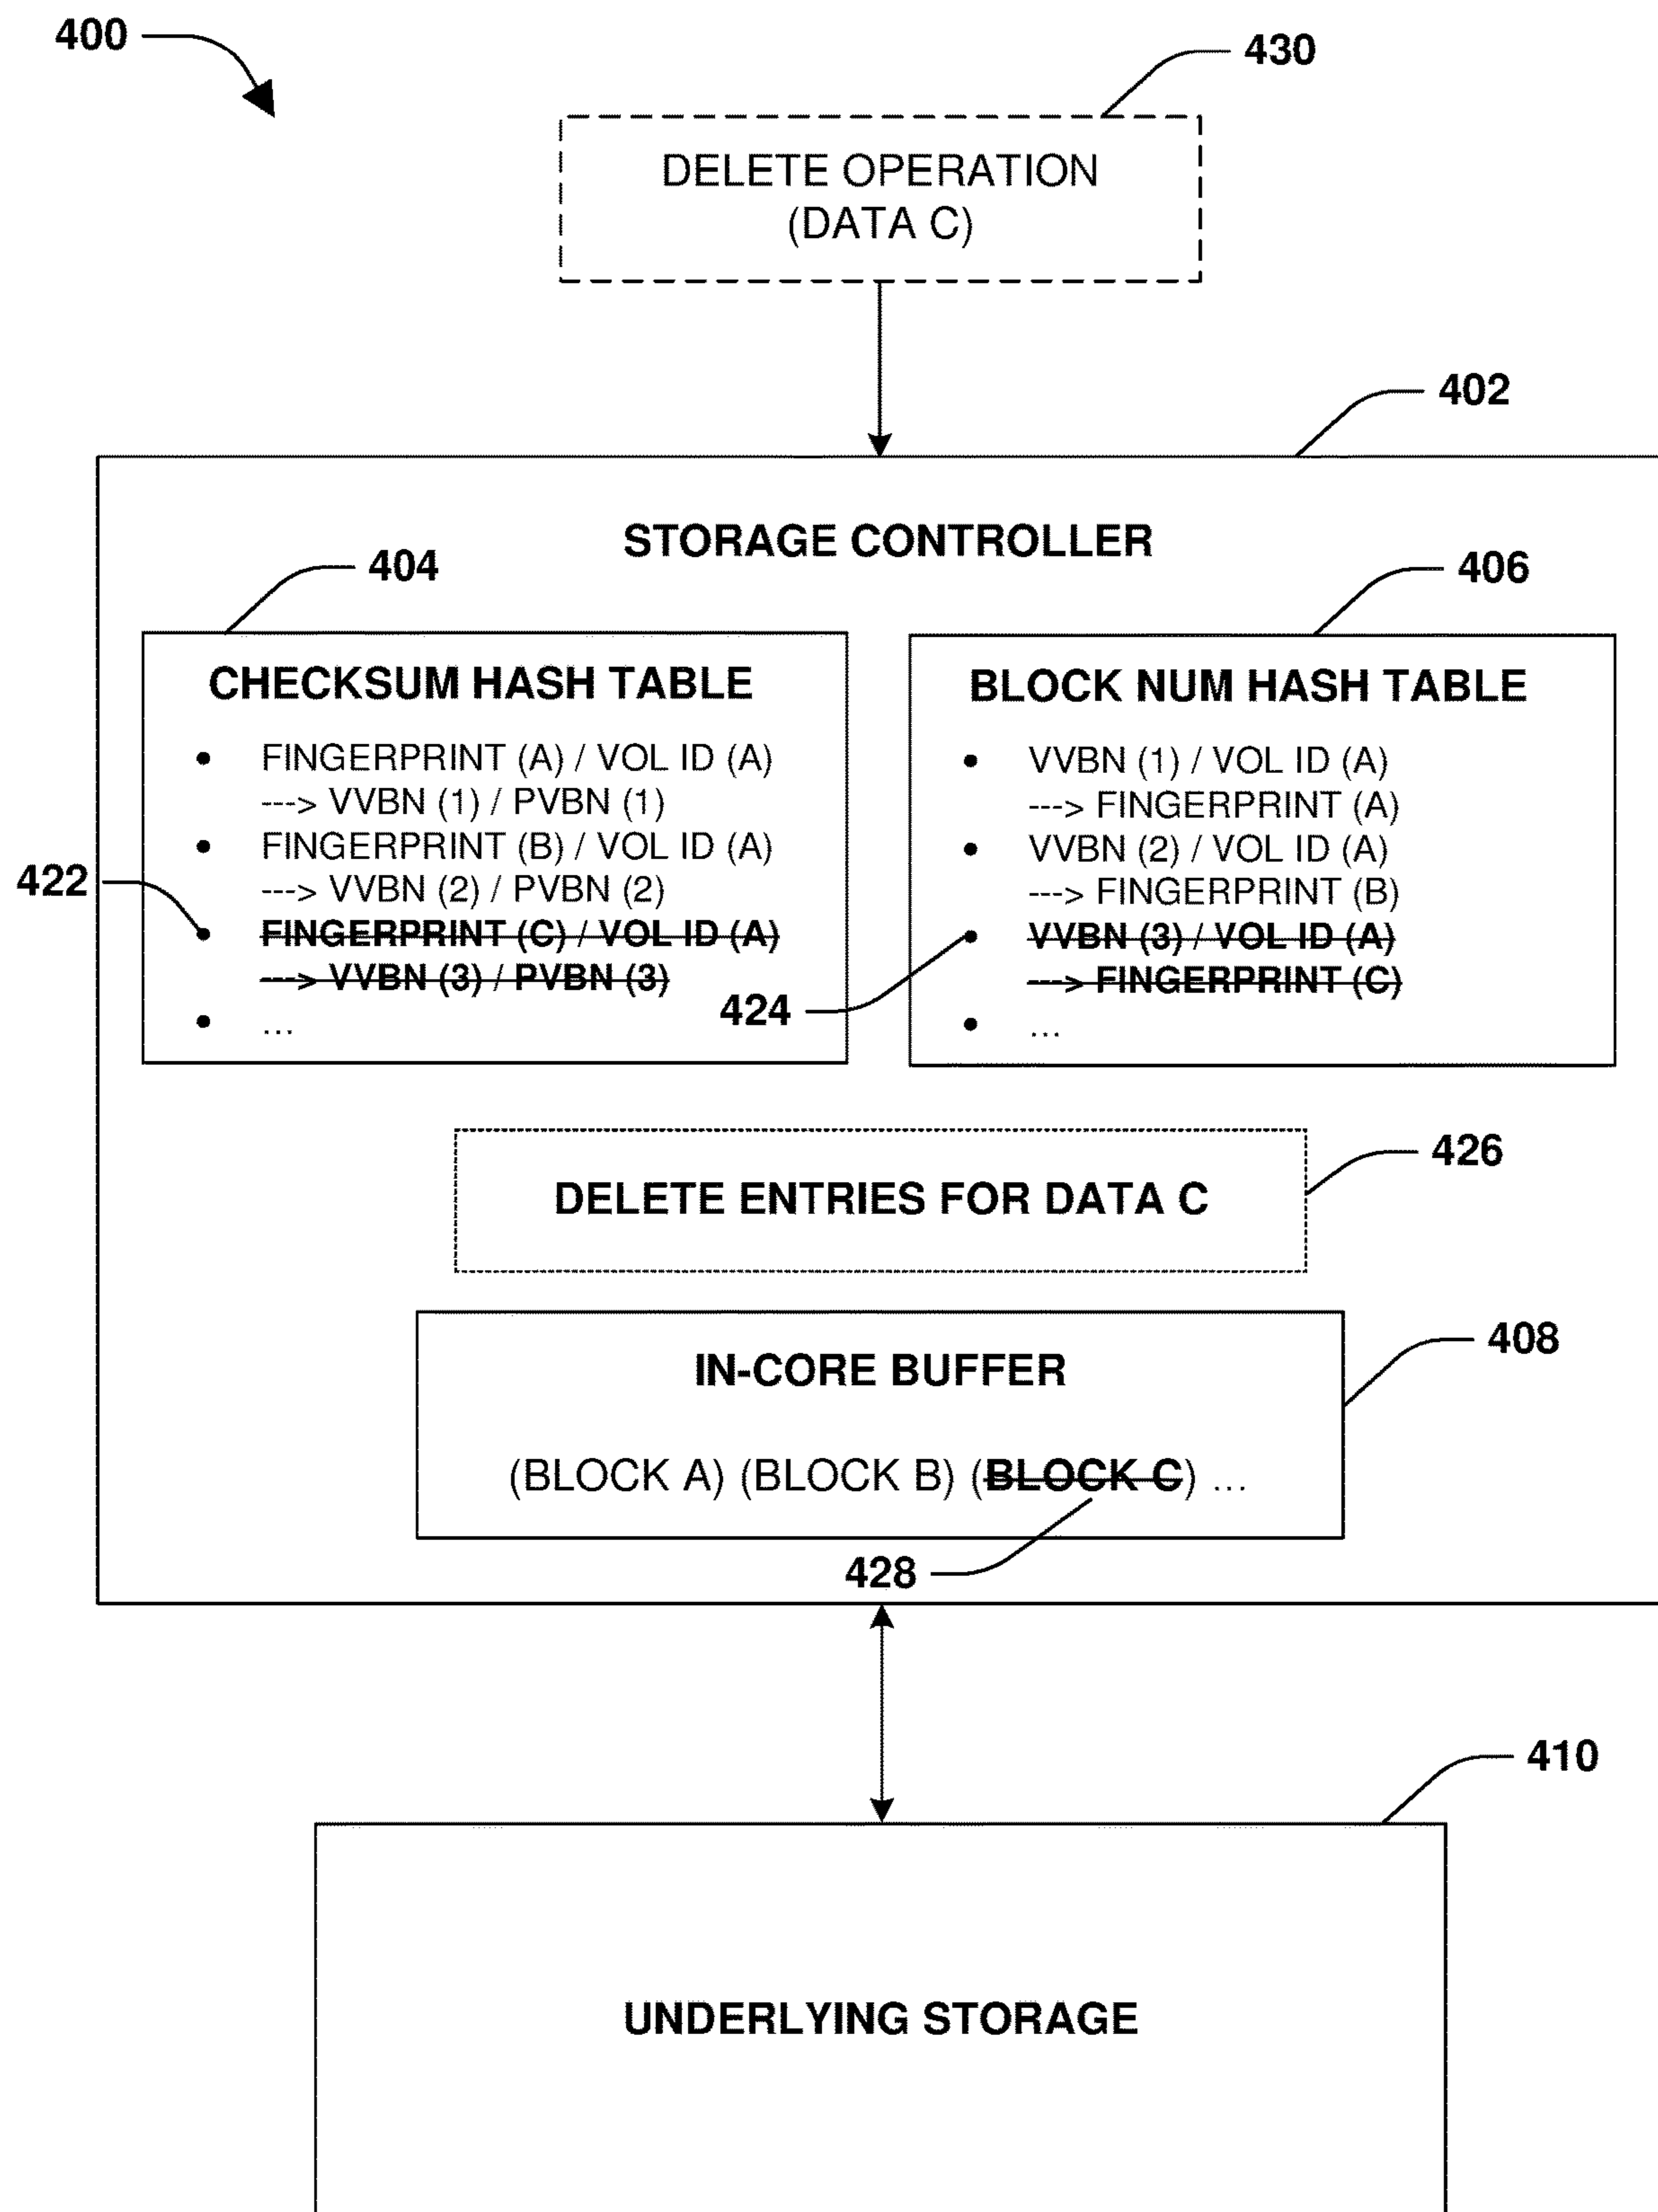 400
430
DELETE OPERATION
(DATA C)
402
STORAGE CONTROLLER
404
406
CHECKSUM HASH TABLE
• FINGERPRINT (A) / VOL ID (A)
---> VVBN (1) / PVBN (1)
• FINGERPRINT (B) / VOL ID (A)
---> VVBN (2) / PVBN (2)
422
• FINGERPRINT (C) / VOL ID (A)
---> VVBN (3) / PVBN (3)
• ...
BLOCK NUM HASH TABLE
• VVBN (1) / VOL ID (A)
---> FINGERPRINT (A)
• VVBN (2) / VOL ID (A)
---> FINGERPRINT (B)
• VVBN (3) / VOL ID (A)
---> FINGERPRINT (C)
424
• ...
426
DELETE ENTRIES FOR DATA C
408
IN-CORE BUFFER
(BLOCK A) (BLOCK B) (BLOCK C) ...
428
410
UNDERLYING STORAGE